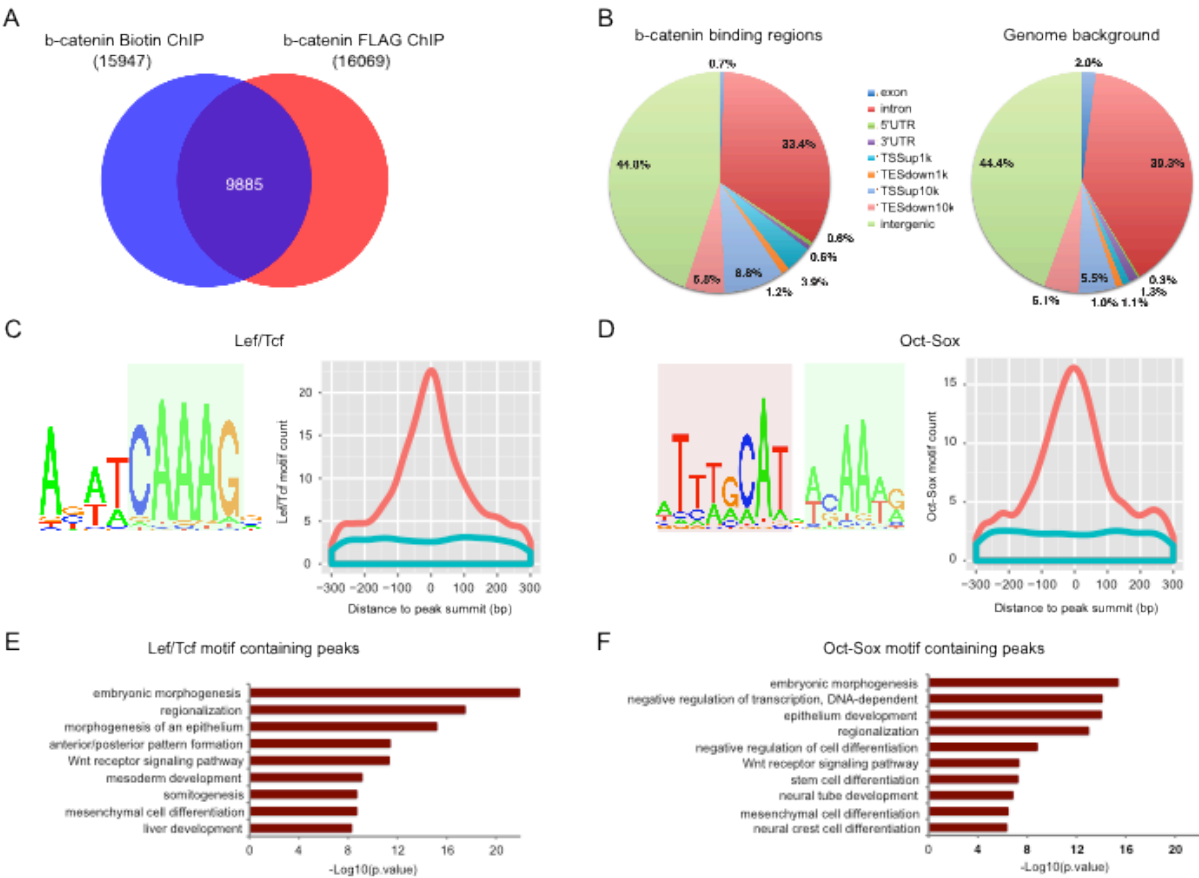 A
b-catenin Biotin ChIP
(15947)
b-catenin FLAG ChIP
(16069)
9885
B
b-catenin binding regions
Genome background
0.7%
33.4%
0.6%
0.6%
3.9%
1.2%
8.8%
44.0%
exon
intron
5'UTR
3'UTR
TSSup1k
TESdown1k
TSSup10k
TESdown10k
intergenic
2.0%
39.3%
0.3%
1.3%
1.1%
1.0%
5.5%
44.4%
C
Lef/Tcf
Lef/Tcf motif count
20
15
10
5
0
−300 −200 −100 0 100 200 300
Distance to peak summit (bp)
D
Oct-Sox
Oct-Sox motif count
15
10
5
0
−300 −200 −100 0 100 200 300
Distance to peak summit (bp)
E
Lef/Tcf motif containing peaks
embryonic morphogenesis
regionalization
morphogenesis of an epithelium
anterior/posterior pattern formation
Wnt receptor signaling pathway
mesoderm development
somitogenesis
mesenchymal cell differentiation
liver development
0 4 8 12 16 20
-Log10(p.value)
F
Oct-Sox motif containing peaks
embryonic morphogenesis
negative regulation of transcription, DNA-dependent
epithelium development
regionalization
negative regulation of cell differentiation
Wnt receptor signaling pathway
stem cell differentiation
neural tube development
mesenchymal cell differentiation
neural crest cell differentiation
0 4 8 12 16 20
-Log10(p.value)